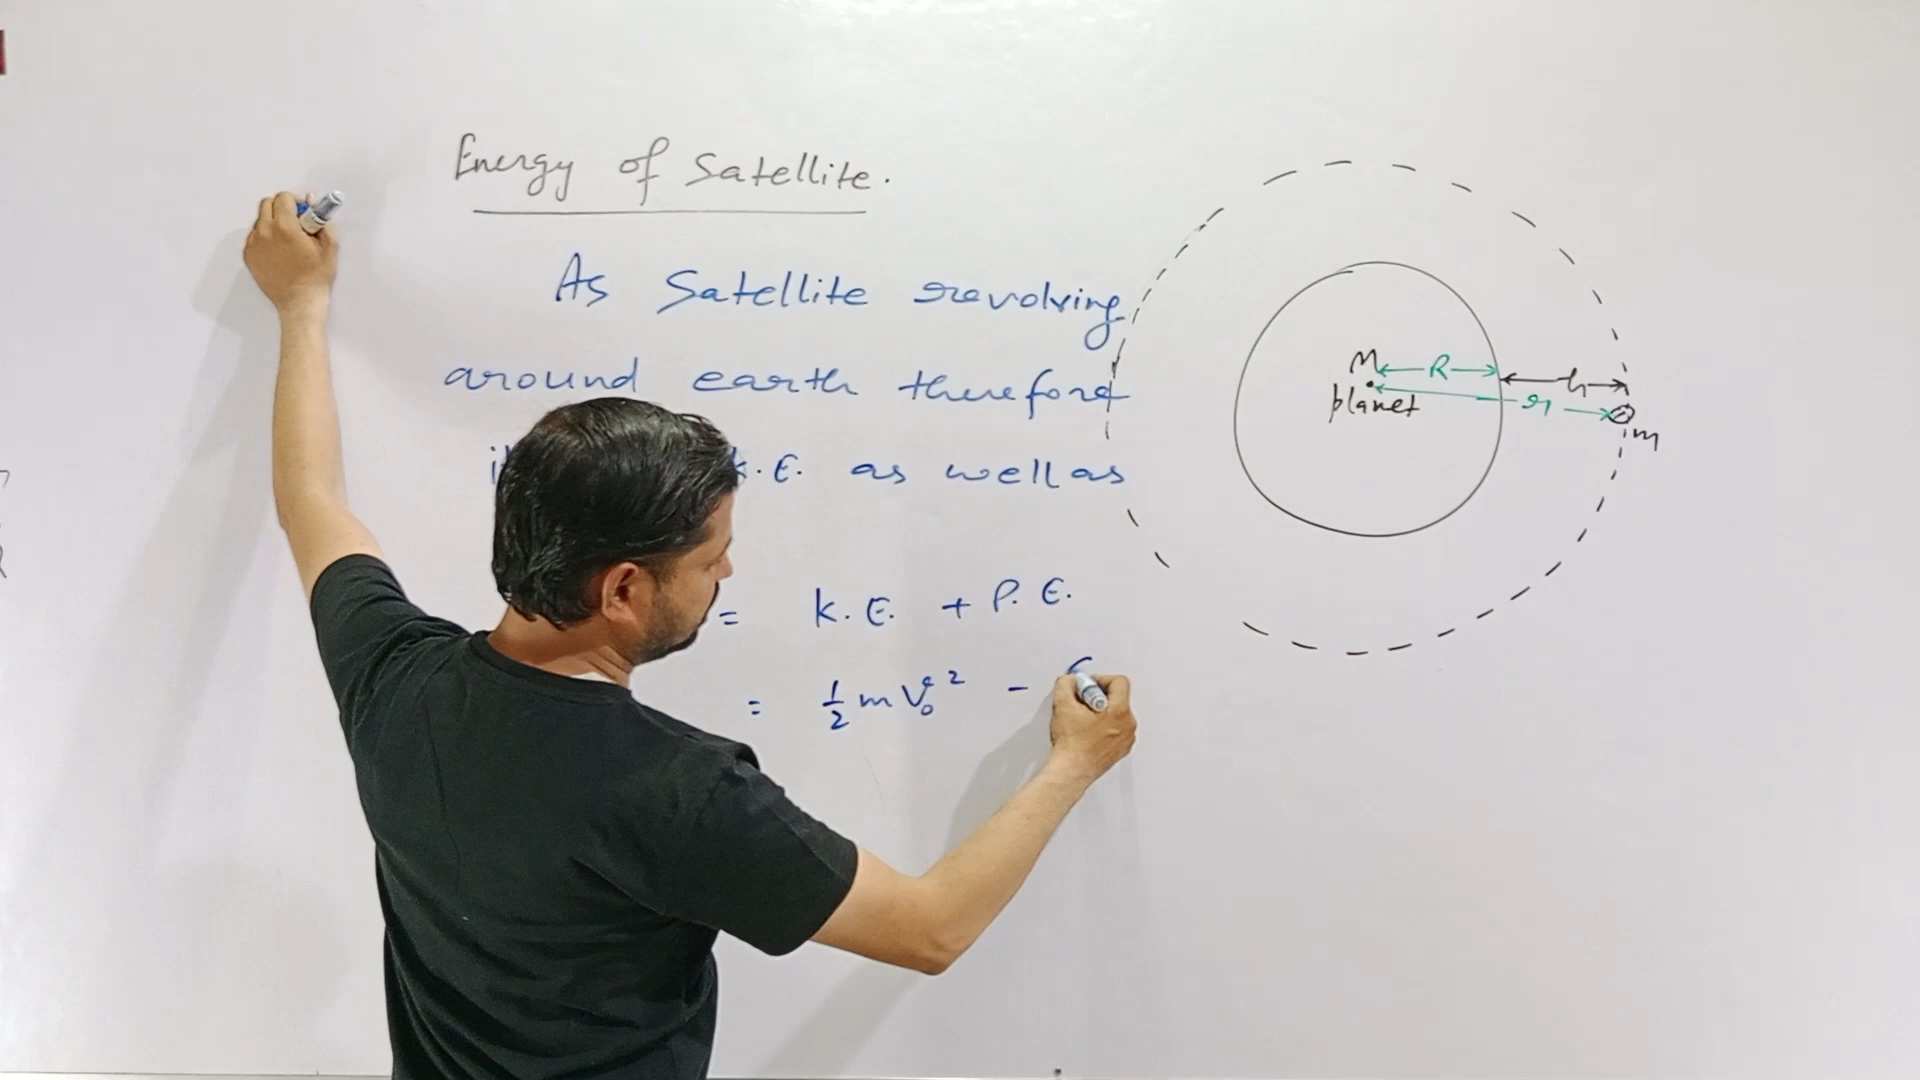 Energy of Satellite.
As Satellite revolving
around earth therefore
K.E. as well as
= K.E. + P.E.
= 1/2 m V₀² -
M R h
planet r
m